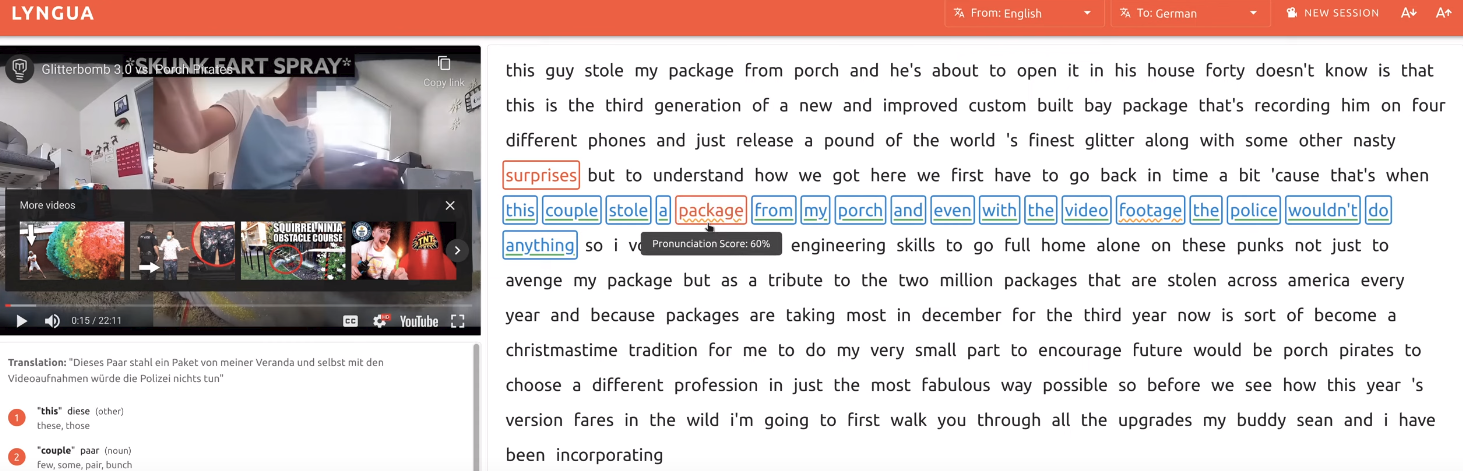 LYNGUA
From: English
To: German
NEW SESSION
A
A
*SKUNK FART SPRAY*
Glitterbomb 3.0 vs. Porch Pirates
Copy link
More videos
SQUIRREL NINJA
OBSTACLE COURSE
TNT
0:15 / 22:11
CC
HD
YouTube
Translation: "Dieses Paar stahl ein Paket von meiner Veranda und selbst mit den
Videoaufnahmen würde die Polizei nichts tun"
1 "this" diese (other)
these, those
2 "couple" paar (noun)
few, some, pair, bunch
this guy stole my package from porch and he's about to open it in his house forty doesn't know is that
this is the third generation of a new and improved custom built bay package that's recording him on four
different phones and just release a pound of the world 's finest glitter along with some other nasty
surprises but to understand how we got here we first have to go back in time a bit 'cause that's when
this couple stole a package from my porch and even with the video footage the police wouldn't do
anything so i engineering skills to go full home alone on these punks not just to
Pronunciation Score: 60%
avenge my package but as a tribute to the two million packages that are stolen across america every
year and because packages are taking most in december for the third year now is sort of become a
christmastime tradition for me to do my very small part to encourage future would be porch pirates to
choose a different profession in just the most fabulous way possible so before we see how this year 's
version fares in the wild i'm going to first walk you through all the upgrades my buddy sean and i have
been incorporating